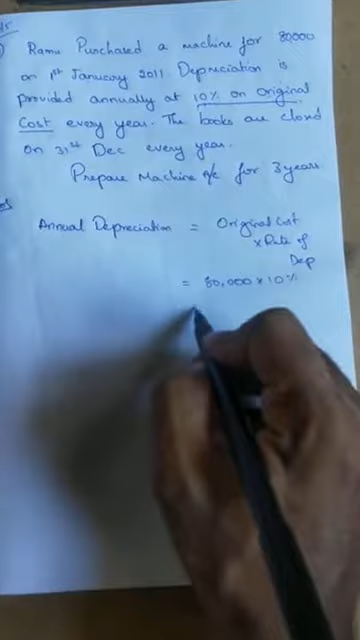 Ramu Purchased a machine for 80000
on 1st January 2011 Depreciation is
provided annually at 10% on original
Cost every year. The books are closed
on 31st Dec every year.
Prepare Machine a/c for 3 years
Annual Depreciation = Original Cost
× Rate of
Dep
= 80,000 × 10%